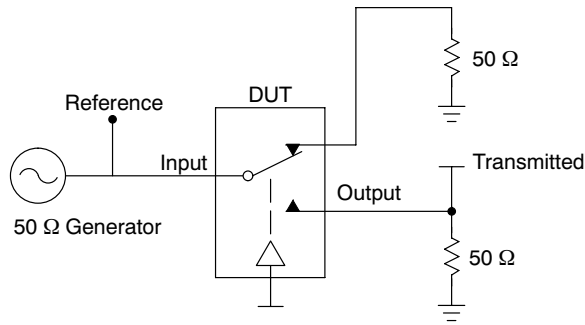 50 Ω
DUT
Reference
Input
Transmitted
Output
50 Ω Generator
50 Ω